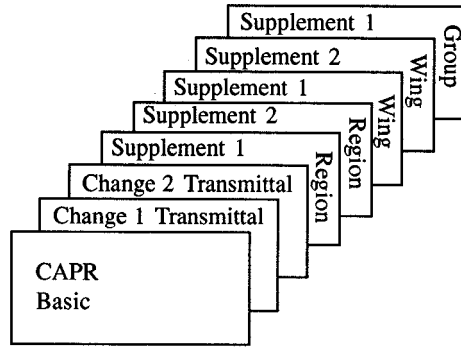 Supplement 1
Group
Supplement 2
Wing
Supplement 1
Wing
Supplement 2
Region
Supplement 1
Region
Change 2 Transmittal
Change 1 Transmittal
CAPR
Basic